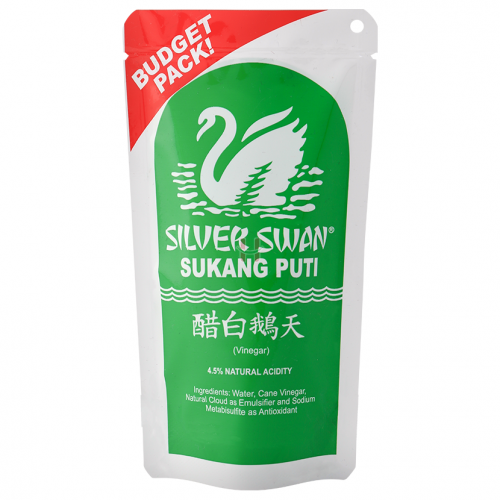 BUDGET
PACK!
SILVER SWAN®
SUKANG PUTI
醋白鵝天
(Vinegar)
4.5% NATURAL ACIDITY
Ingredients: Water, Cane Vinegar,
Natural Cloud as Emulsifier and Sodium
Metabisulfite as Antioxidant